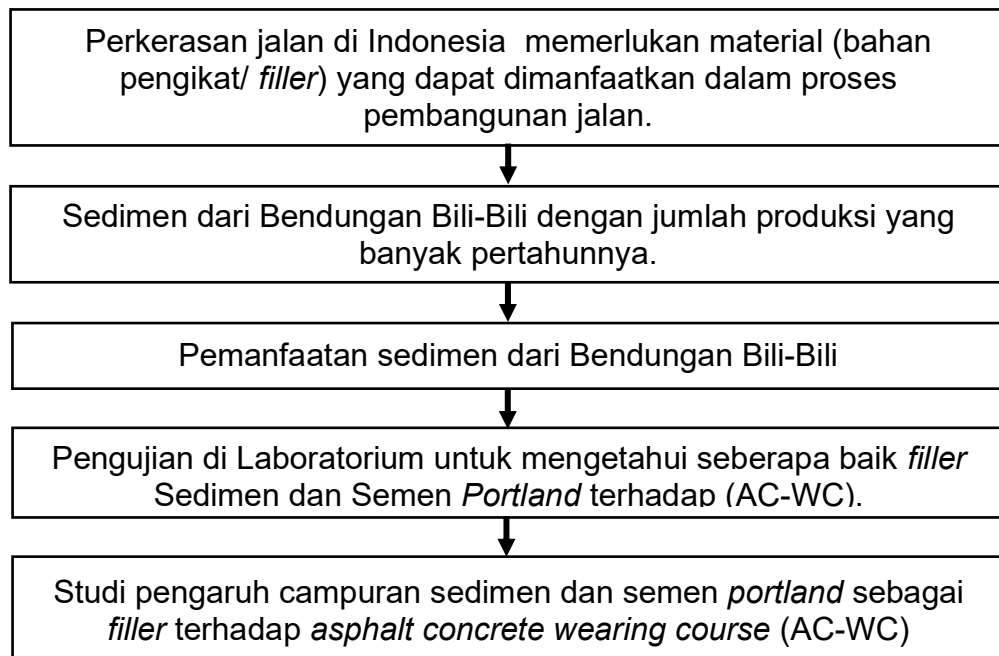 Perkerasan jalan di Indonesia memerlukan material (bahan
pengikat/ filler) yang dapat dimanfaatkan dalam proses
pembangunan jalan.
Sedimen dari Bendungan Bili-Bili dengan jumlah produksi yang
banyak pertahunnya.
Pemanfaatan sedimen dari Bendungan Bili-Bili
Pengujian di Laboratorium untuk mengetahui seberapa baik filler
Sedimen dan Semen Portland terhadap (AC-WC).
Studi pengaruh campuran sedimen dan semen portland sebagai
filler terhadap asphalt concrete wearing course (AC-WC)